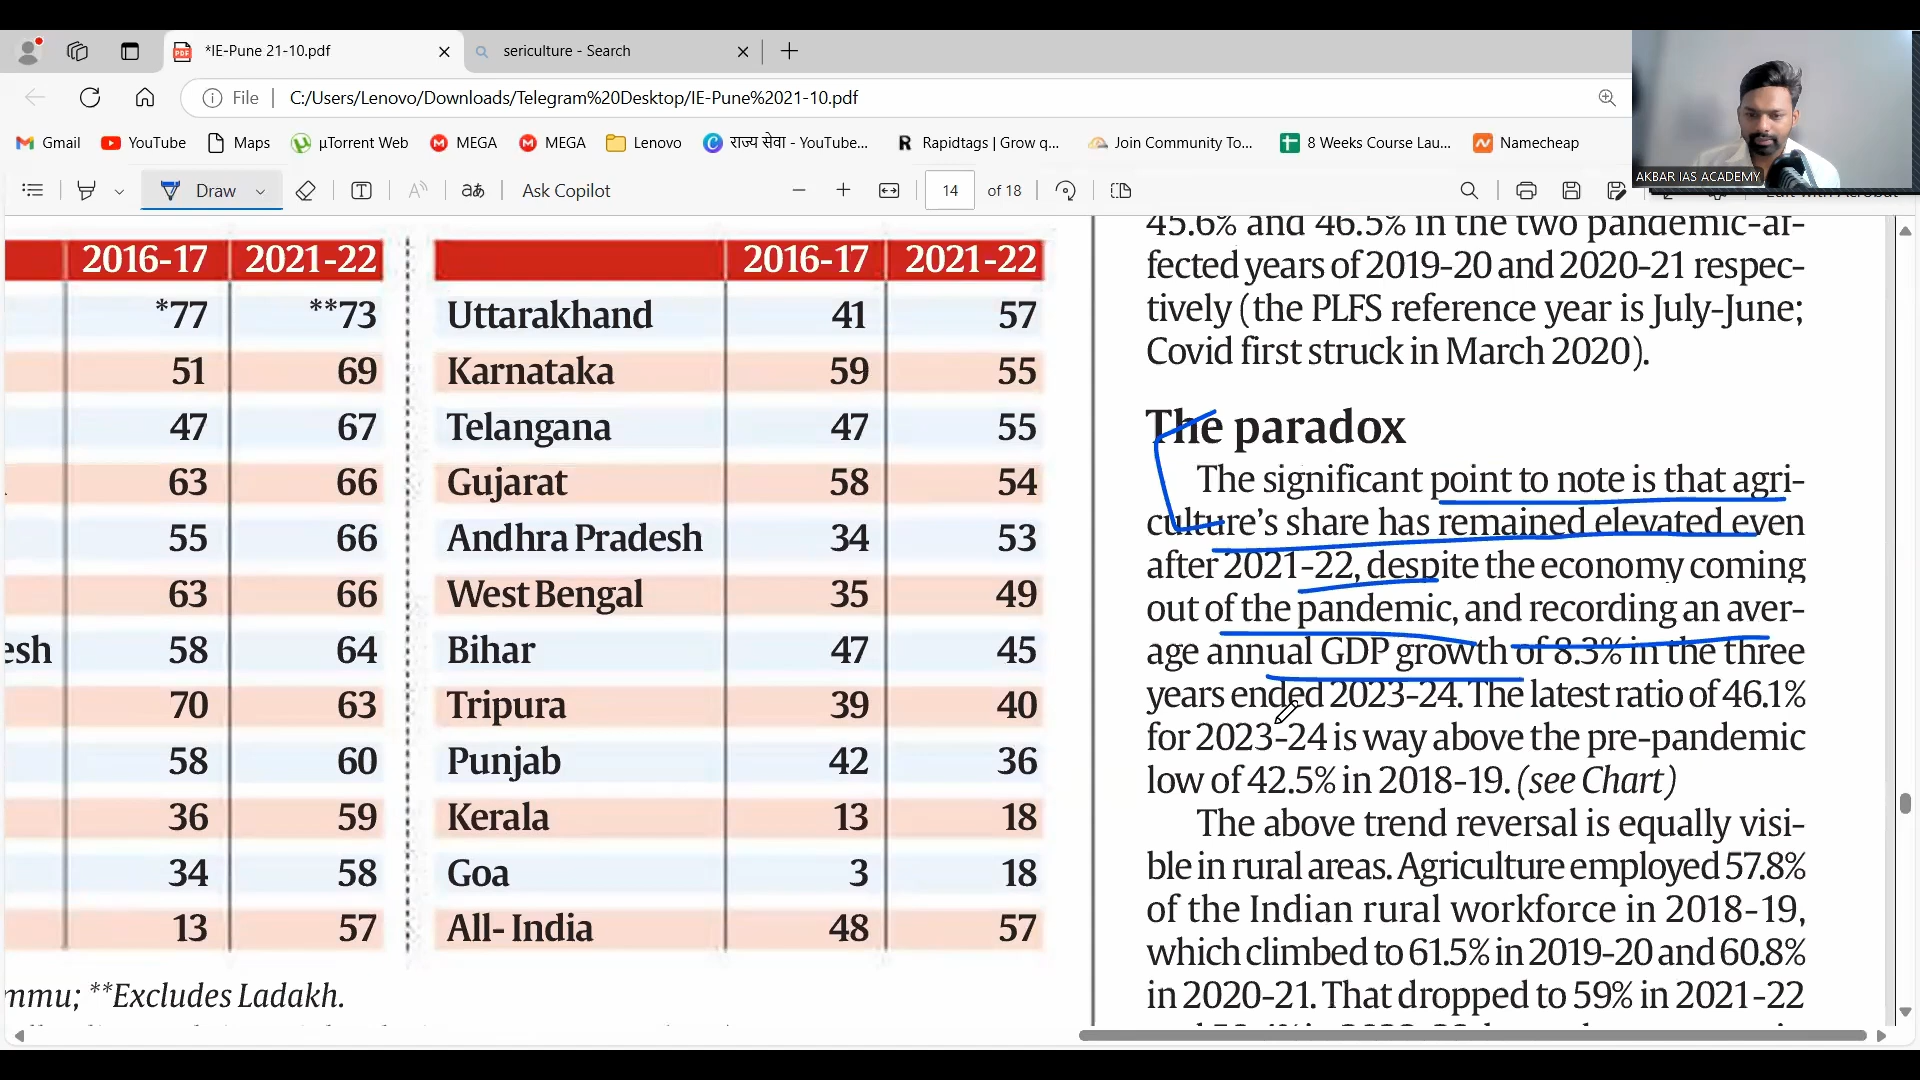 *IE-Pune 21-10.pdf
sericulture - Search
File
C:/Users/Lenovo/Downloads/Telegram%20Desktop/IE-Pune%2021-10.pdf
Gmail
YouTube
Maps
µTorrent Web
MEGA
MEGA
Lenovo
राज्य सेवा - YouTube...
Rapidtags | Grow q...
Join Community To...
8 Weeks Course Lau...
Namecheap
AKBAR IAS ACADEMY
Draw
Ask Copilot
14 of 18
2016-17 2021-22
*77 **73
51 69
47 67
63 66
55 66
63 66
esh 58 64
70 63
58 60
36 59
34 58
13 57
mmu; **Excludes Ladakh.
2016-17 2021-22
Uttarakhand 41 57
Karnataka 59 55
Telangana 47 55
Gujarat 58 54
Andhra Pradesh 34 53
West Bengal 35 49
Bihar 47 45
Tripura 39 40
Punjab 42 36
Kerala 13 18
Goa 3 18
All- India 48 57
45.6% and 46.5% in the two pandemic-af-
fected years of 2019-20 and 2020-21 respec-
tively (the PLFS reference year is July-June;
Covid first struck in March 2020).
The paradox
The significant point to note is that agri-
culture's share has remained elevated even
after 2021-22, despite the economy coming
out of the pandemic, and recording an aver-
age annual GDP growth of 8.3% in the three
years ended 2023-24. The latest ratio of 46.1%
for 2023-24 is way above the pre-pandemic
low of 42.5% in 2018-19. (see Chart)
The above trend reversal is equally visi-
ble in rural areas. Agriculture employed 57.8%
of the Indian rural workforce in 2018-19,
which climbed to 61.5% in 2019-20 and 60.8%
in 2020-21. That dropped to 59% in 2021-22